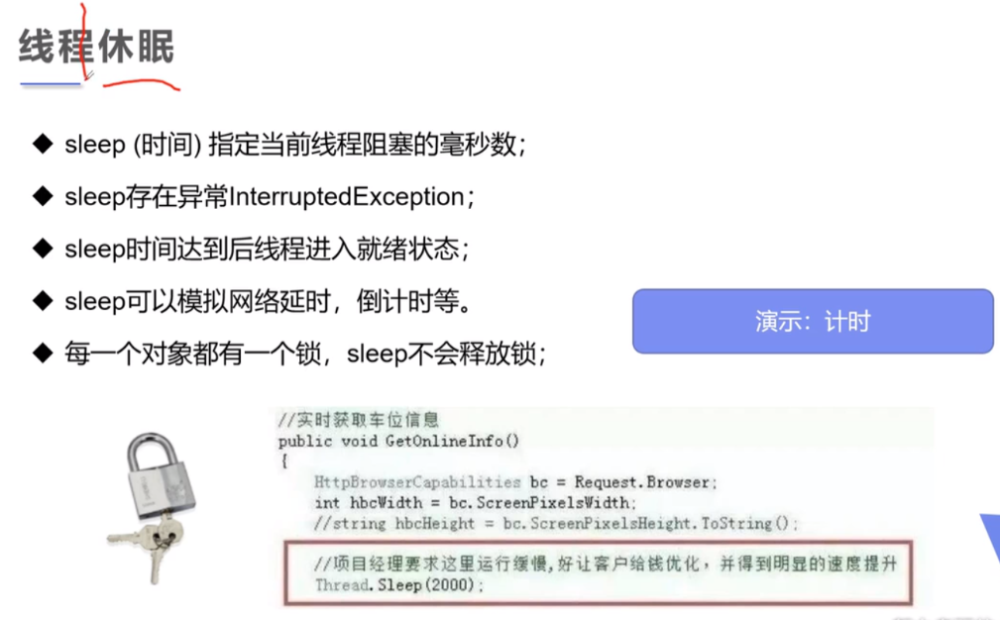 线程休眠
sleep (时间) 指定当前线程阻塞的毫秒数；
sleep存在异常InterruptedException；
sleep时间达到后线程进入就绪状态；
sleep可以模拟网络延时，倒计时等。
每一个对象都有一个锁，sleep不会释放锁；
演示：计时
//实时获取车位信息
public void GetOnlineInfo()
{
HttpBrowserCapabilities bc = Request.Browser;
int hbcWidth = bc.ScreenPixelsWidth;
//string hbcHeight = bc.ScreenPixelsHeight.ToString();
//项目经理要求这里运行缓慢,好让客户给钱优化，并得到明显的速度提升
Thread.Sleep(2000);